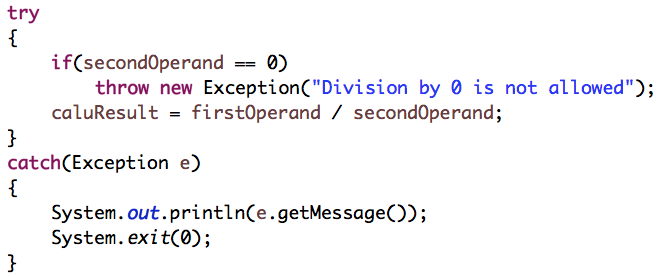 try
{
    if(secondOperand == 0)
        throw new Exception("Division by 0 is not allowed");
    caluResult = firstOperand / secondOperand;
}
catch(Exception e)
{
    System.out.println(e.getMessage());
    System.exit(0);
}